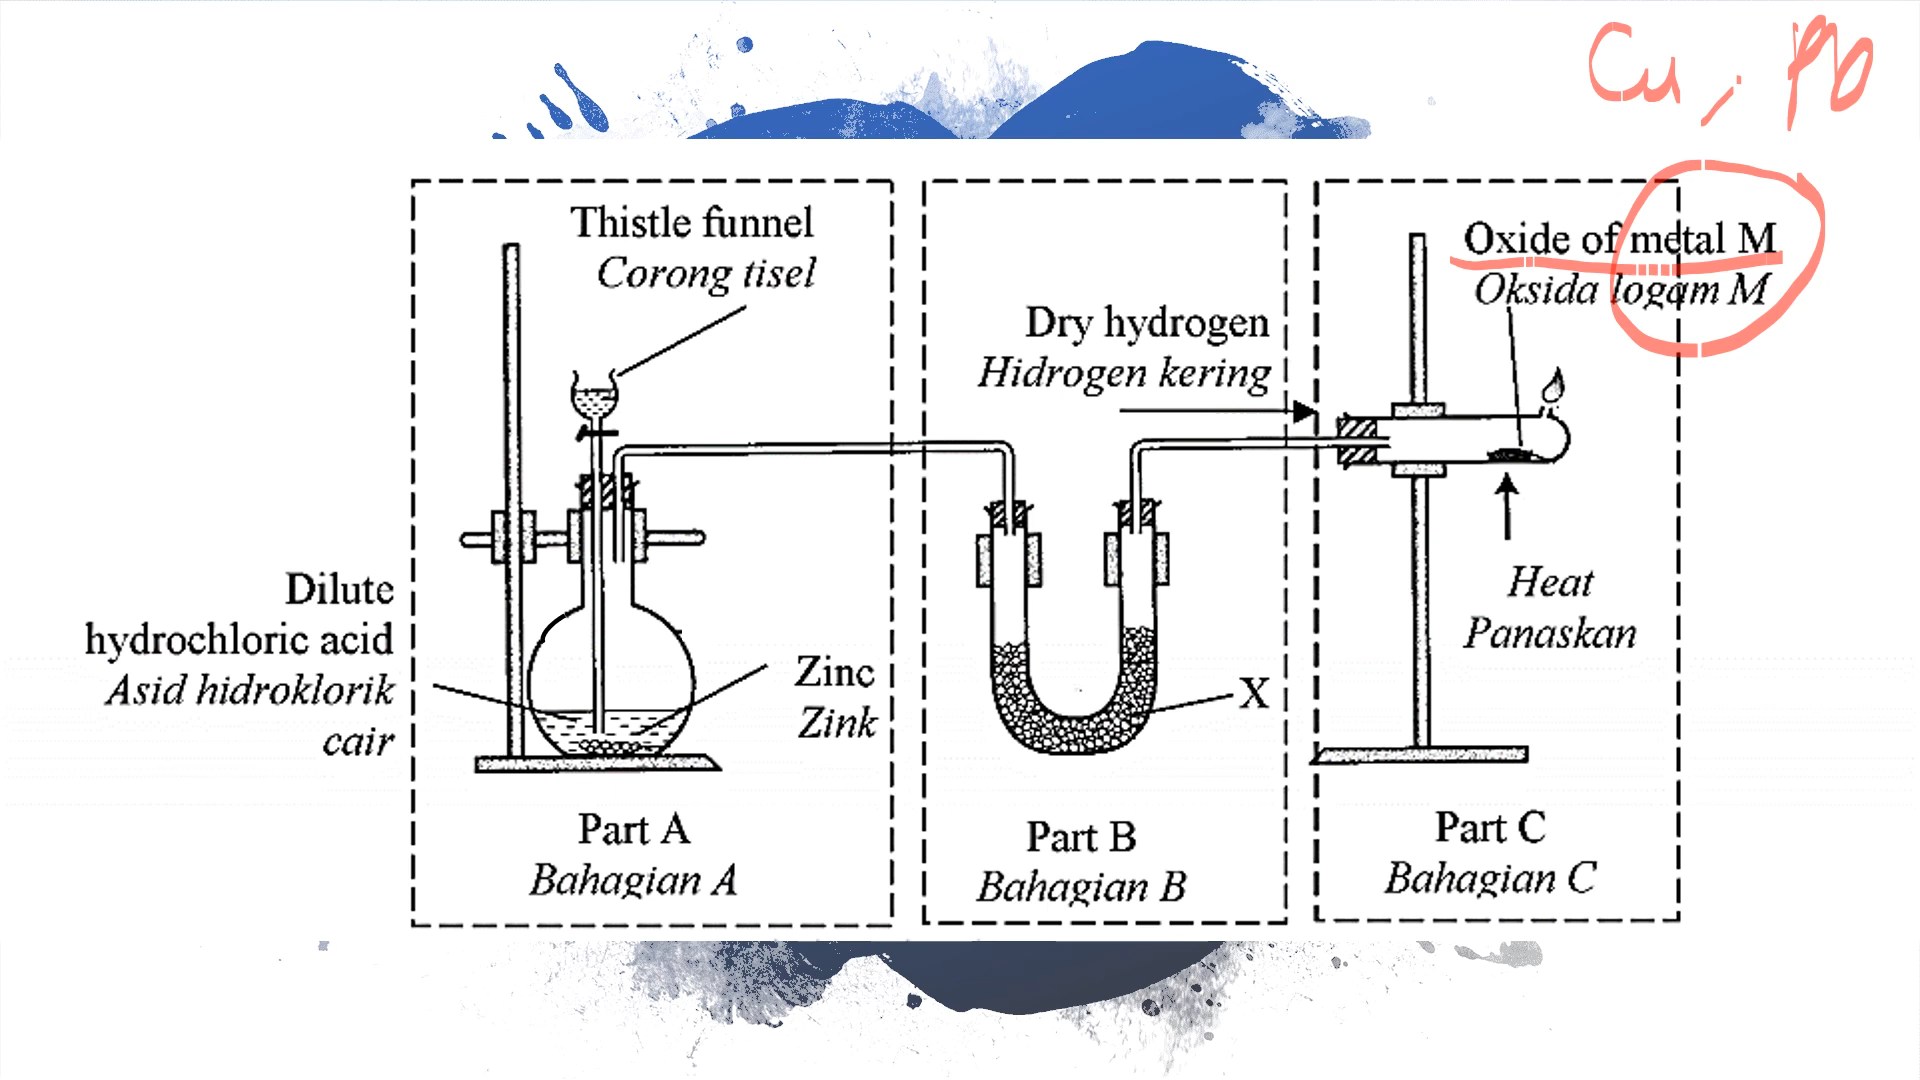 Cu, Pb
Thistle funnel
Corong tisel
Dilute
hydrochloric acid
Asid hidroklorik
cair
Zinc
Zink
Part A
Bahagian A
Dry hydrogen
Hidrogen kering
X
Part B
Bahagian B
Oxide of metal M
Oksida logam M
Heat
Panaskan
Part C
Bahagian C